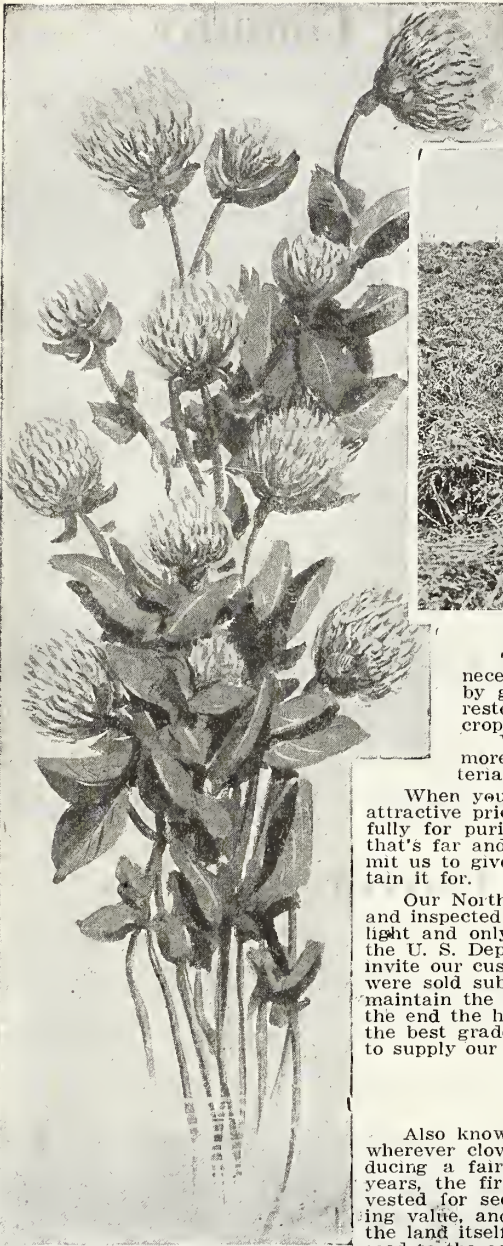 nece
by g
resto
crop
more
teria
When you
attractive pric
fully for puri
that's far and
mit us to give
tain it for.
Our North
and inspected
light and only
the U. S. Dep
invite our cus
were sold sub
maintain the
the end the h
the best grade
to supply our
Also know
wherever clov
ducing a fair
years, the fir
vested for see
ing value, and
the land itself